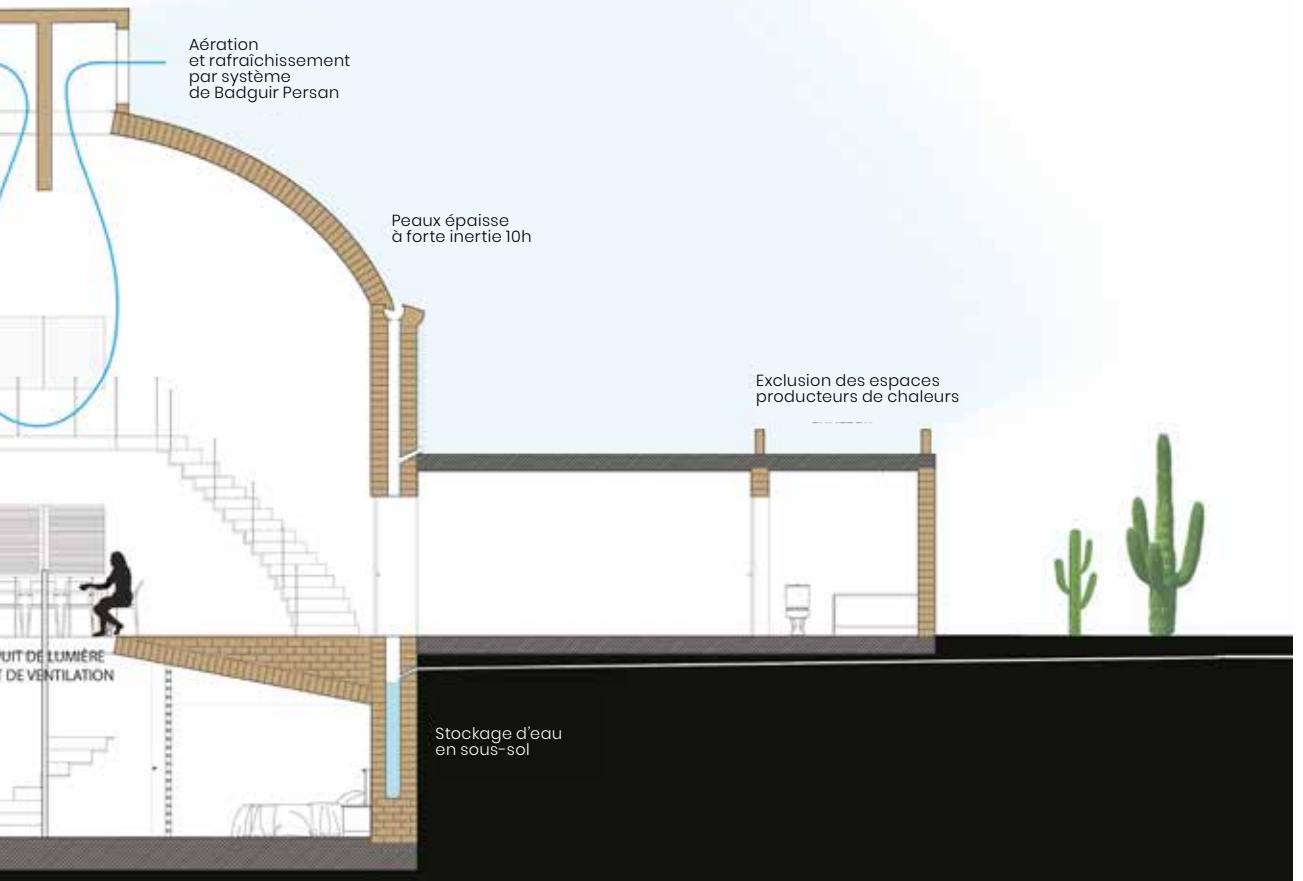 Aération
et rafraîchissement
par système
de Badguir Persan
Peaux épaisse
à forte inertie 10h
Exclusion des espaces
producteurs de chaleurs
UIT DE LUMIÈRE
T DE VENTILATION
Stockage d’eau
en sous-sol